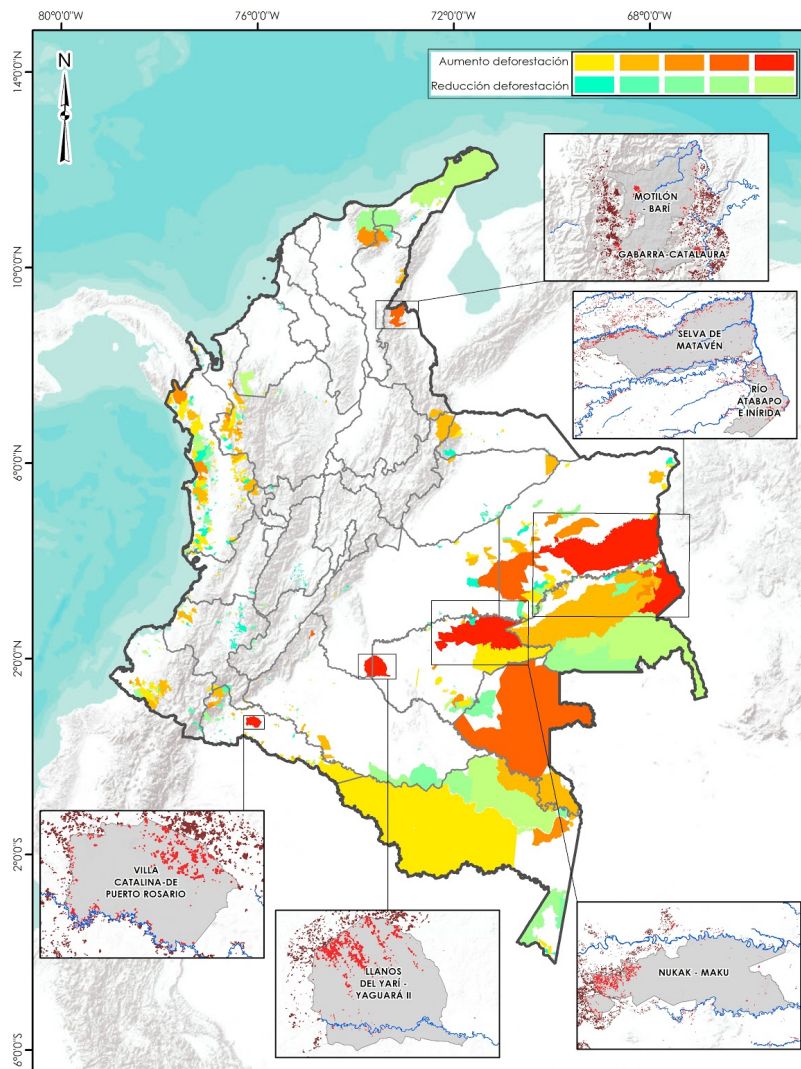 80°0'0"W
76°0'0"W
72°0'0"W
68°0'0"W
14°0'0"N
N
Aumento deforestación
Reducción deforestación
MOTILÓN
- BARÍ
GABARRA-CATALAURA
10°0'0"N
SELVA DE
MATAVÉN
RÍO
ATABAPO
E INÍRIDA
6°0'0"N
2°0'0"N
2°0'0"S
VILLA
CATALINA-DE
PUERTO ROSARIO
LLANOS
DEL YARÍ -
YAGUARÁ II
NUKAK - MAKU
6°0'0"S